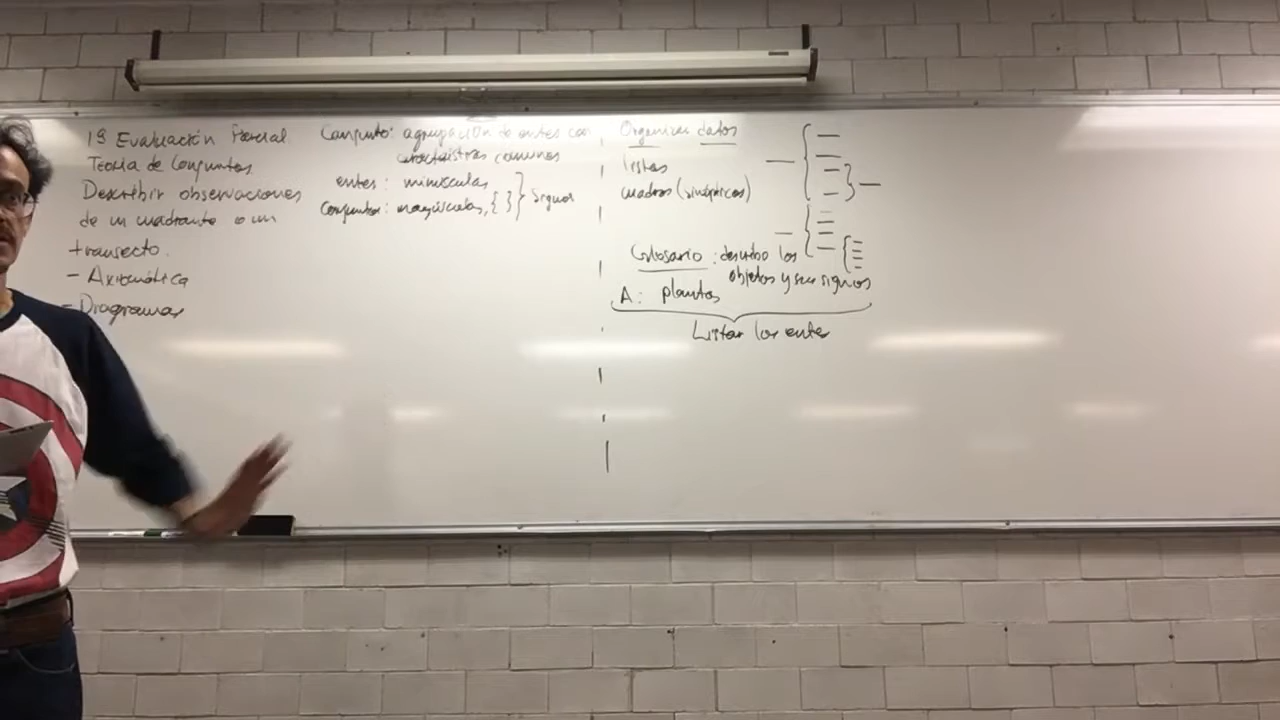 1ª Evaluación Parcial
Teoría de Conjuntos.
Describir observaciones
de un cuadrante o un
transecto.
- Axiomática
- Diagramas
Conjunto: agrupación de entes con
características comunes
entes: minúsculas
Conjuntos: mayúsculas, { } } Signos
Organizar datos
listas
cuadros (sinópticos)
Glosario: describo los
objetos y sus signos
A: plantas
Listar los entes